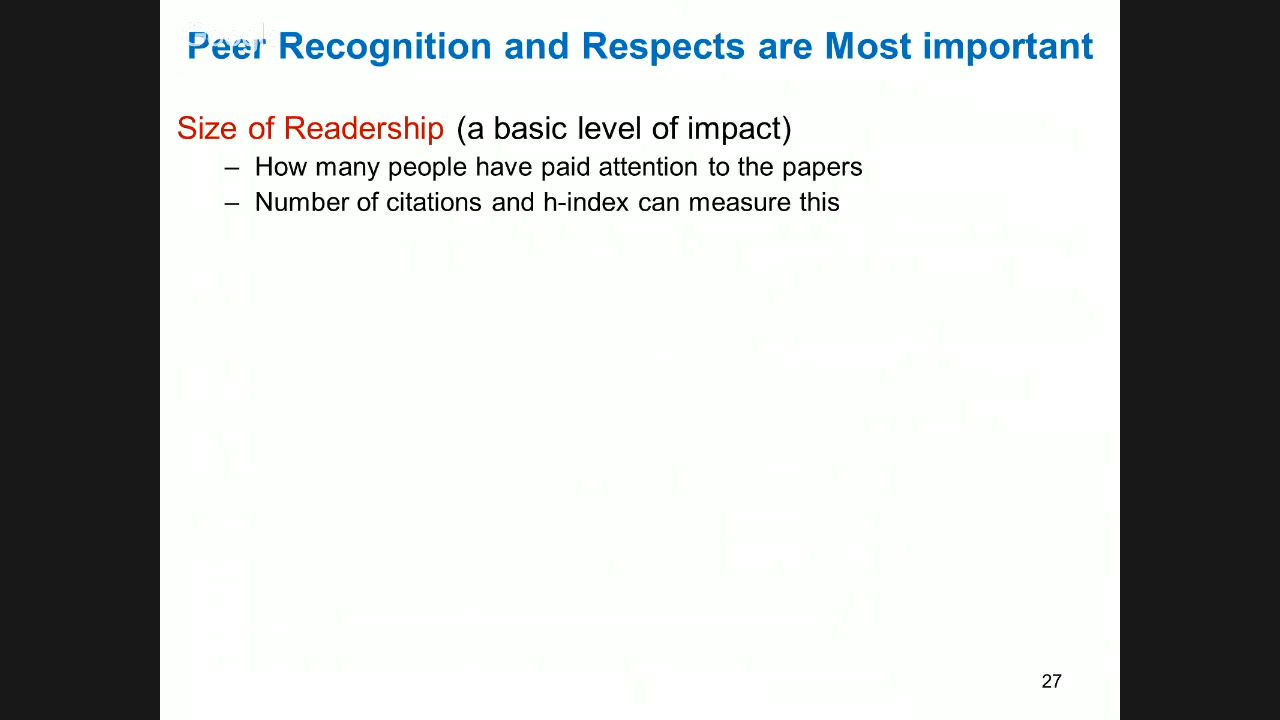 Peer Recognition and Respects are Most important
Size of Readership (a basic level of impact)
– How many people have paid attention to the papers
– Number of citations and h-index can measure this
27